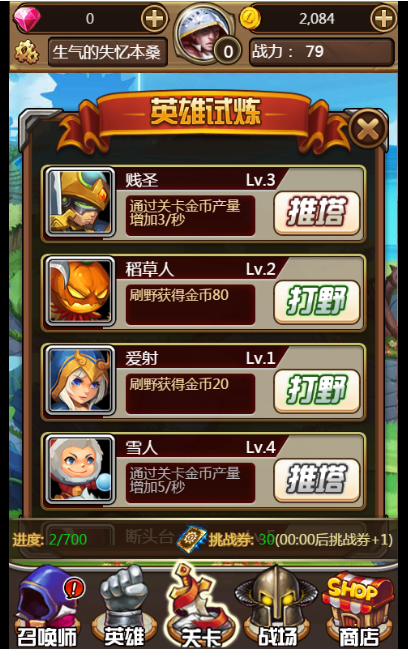 0
2,084
生气的失忆本桑
0
战力: 79
英雄试炼
贱圣 Lv.3
通过关卡金币产量
增加3/秒
推塔
稻草人 Lv.2
刷野获得金币80
打野
爱射 Lv.1
刷野获得金币20
打野
雪人 Lv.4
通过关卡金币产量
增加5/秒
推塔
断头台
进度: 2/700 挑战券: 30(00:00后挑战券+1)
SHOP
召唤师 英雄 关卡 战场 商店